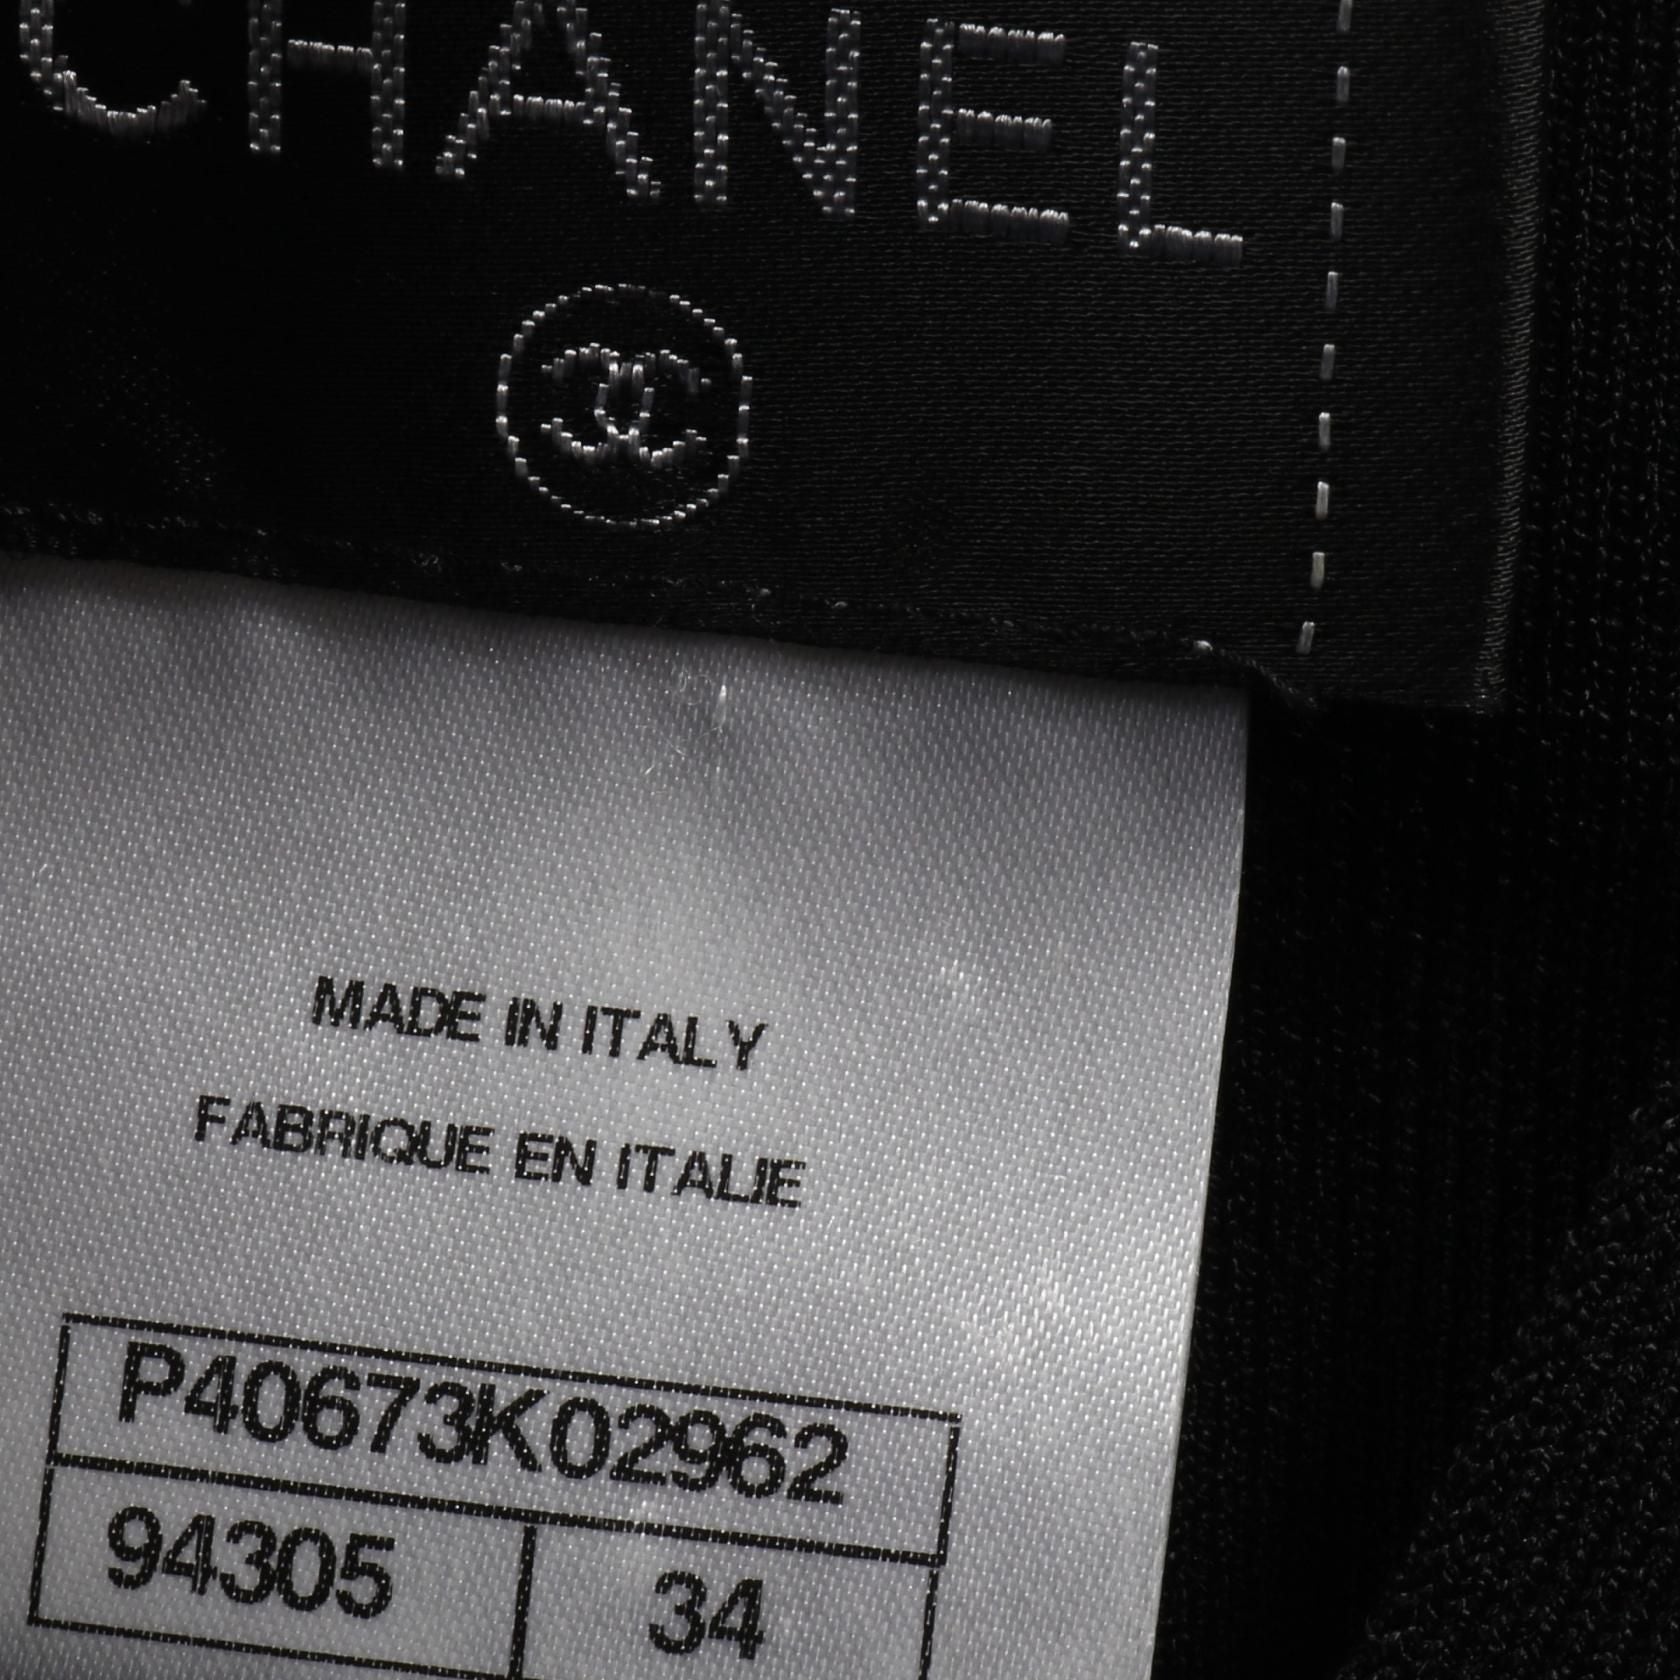 CHANEL
MADE IN ITALY
FABRIQUE EN ITALIE
P40673K02962
94305 34